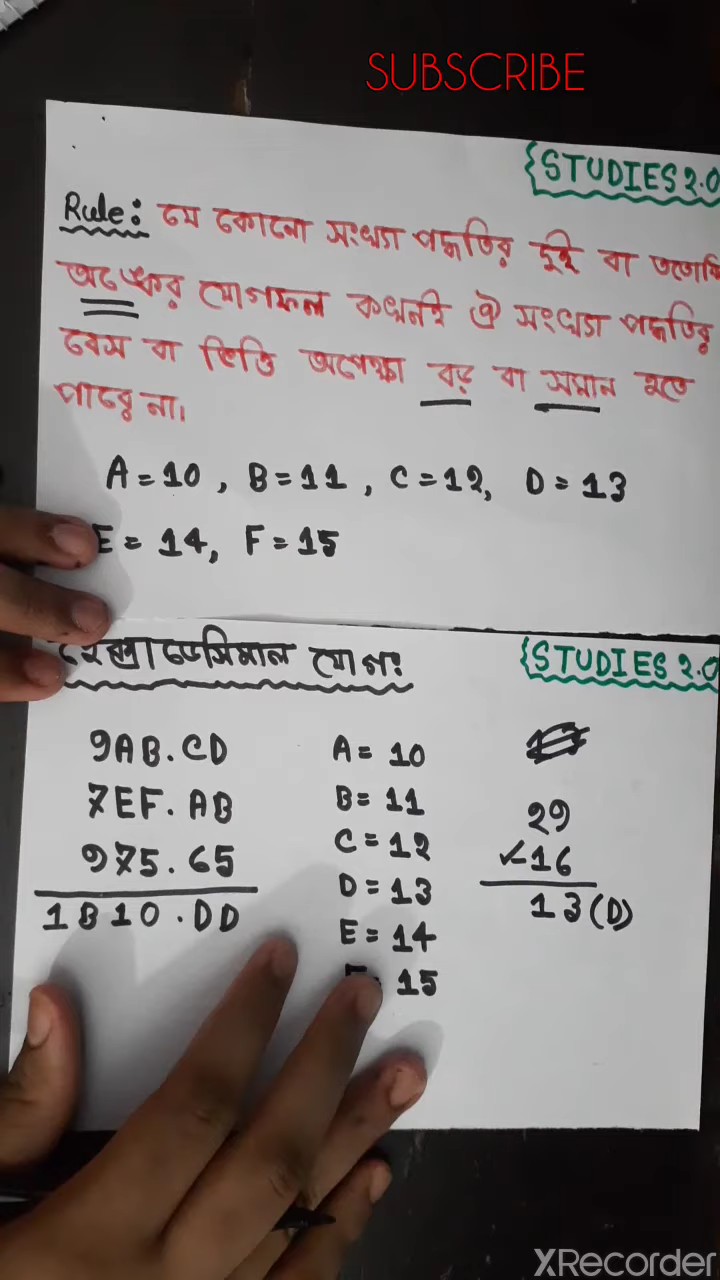 SUBSCRIBE
{STUDIES 2.0
Rule: যে কোনো সংখ্যা পদ্ধতির দুই বা ততোধি
অঙ্কের যোগফল কখনই ঐ সংখ্যা পদ্ধতির
বেস বা ভিত্তি অপেক্ষা বড় বা সমান হতে
পারবে না।
A = 10 , B = 11 , C = 12, D = 13
E = 14, F = 15
হেক্সাডেসিমাল যোগঃ
{STUDIES 2.0
9AB.CD
7EF.AB
975.65
1B10.DD
A = 10
B = 11
C = 12
D = 13
E = 14
15
29
16
13 (D)
XRecorder